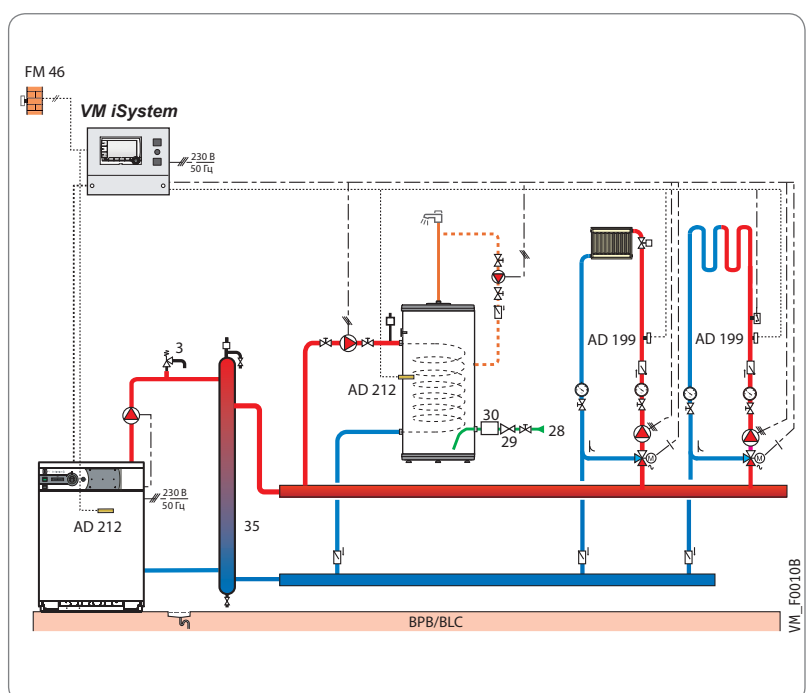 FM 46
VM iSystem
230 В
50 Гц
3
AD 199
AD 199
AD 212
30
29
28
230 В
50 Гц
AD 212
35
M
M
BPB/BLC
VM_F0010B